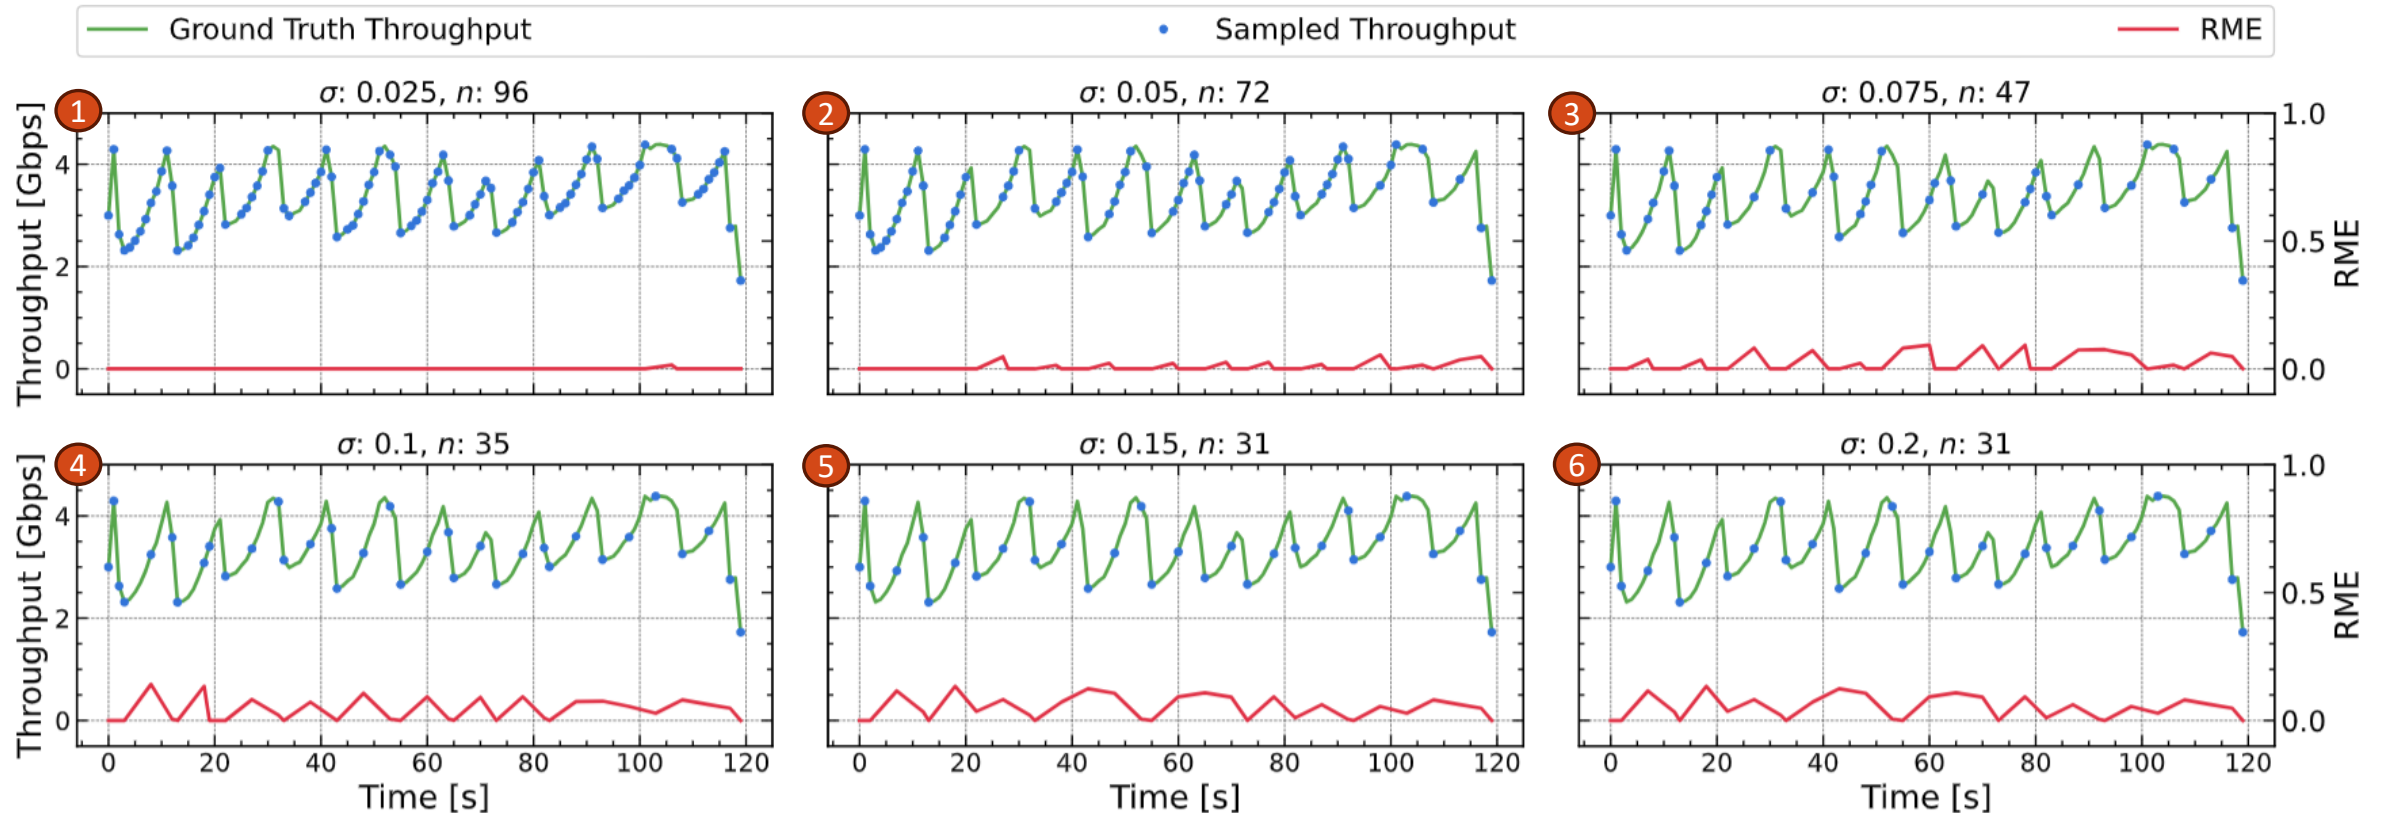 Ground Truth Throughput
Sampled Throughput
RME
1
σ: 0.025, n: 96
2
σ: 0.05, n: 72
3
σ: 0.075, n: 47
Throughput [Gbps]
4
2
0
1.0
0.5
0.0
RME
4
σ: 0.1, n: 35
5
σ: 0.15, n: 31
6
σ: 0.2, n: 31
Throughput [Gbps]
4
2
0
1.0
0.5
0.0
RME
0 20 40 60 80 100 120
0 20 40 60 80 100 120
0 20 40 60 80 100 120
Time [s]
Time [s]
Time [s]